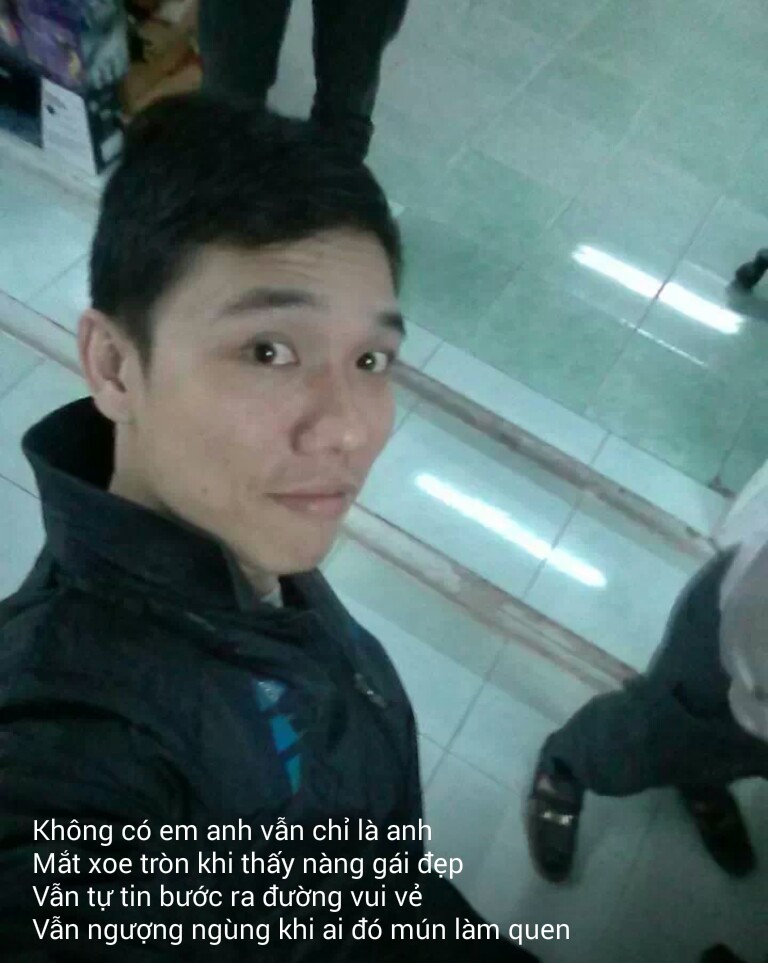 Không có em anh vẫn chỉ là anh
Mắt xoe tròn khi thấy nàng gái đẹp
Vẫn tự tin bước ra đường vui vẻ
Vẫn ngượng ngùng khi ai đó mún làm quen